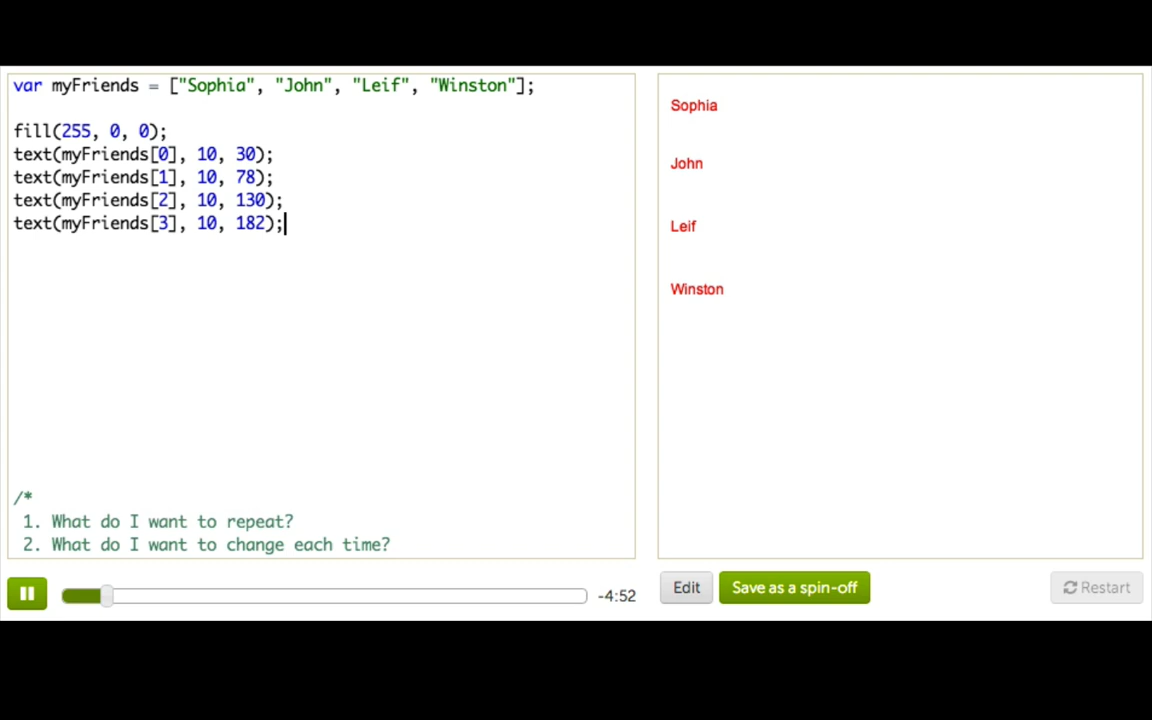 var myFriends = ["Sophia", "John", "Leif", "Winston"];
fill(255, 0, 0);
text(myFriends[0], 10, 30);
text(myFriends[1], 10, 78);
text(myFriends[2], 10, 130);
text(myFriends[3], 10, 182);
/*
1. What do I want to repeat?
2. What do I want to change each time?
Sophia
John
Leif
Winston
-4:52
Edit
Save as a spin-off
Restart